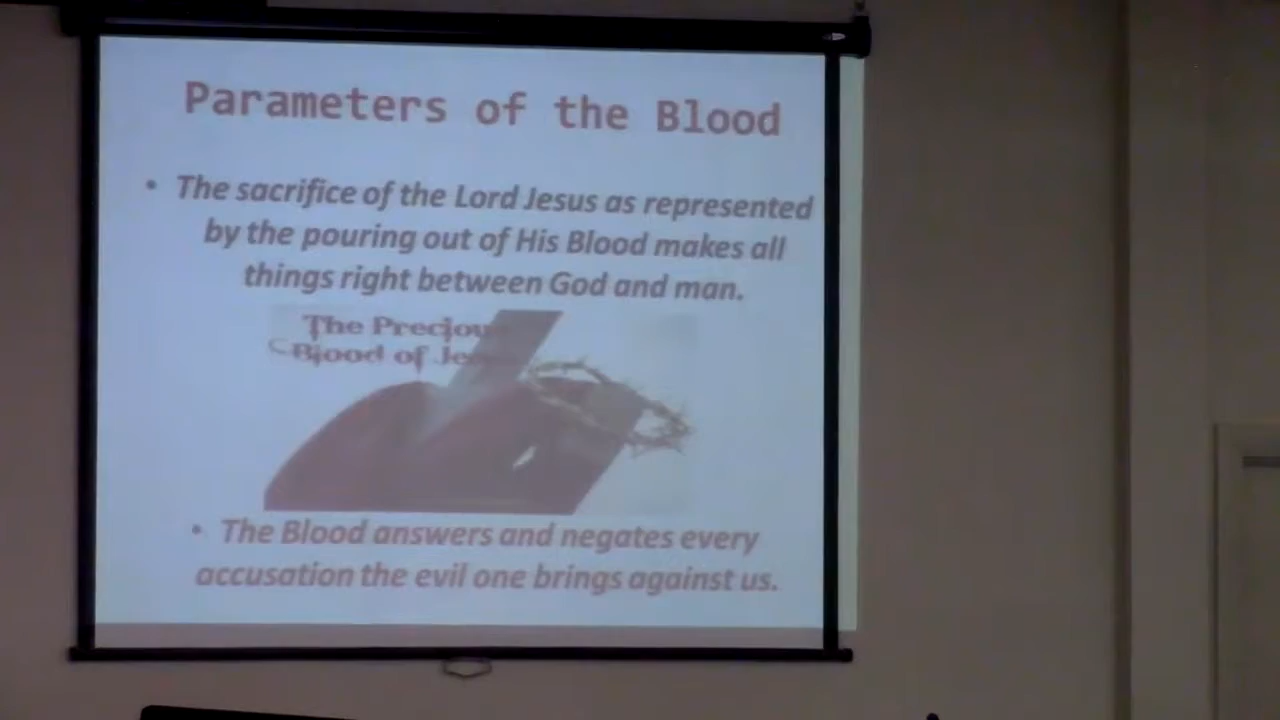 Parameters of the Blood
• The sacrifice of the Lord Jesus as represented
by the pouring out of His Blood makes all
things right between God and man.
The Precious
Blood of Jesus
• The Blood answers and negates every
accusation the evil one brings against us.